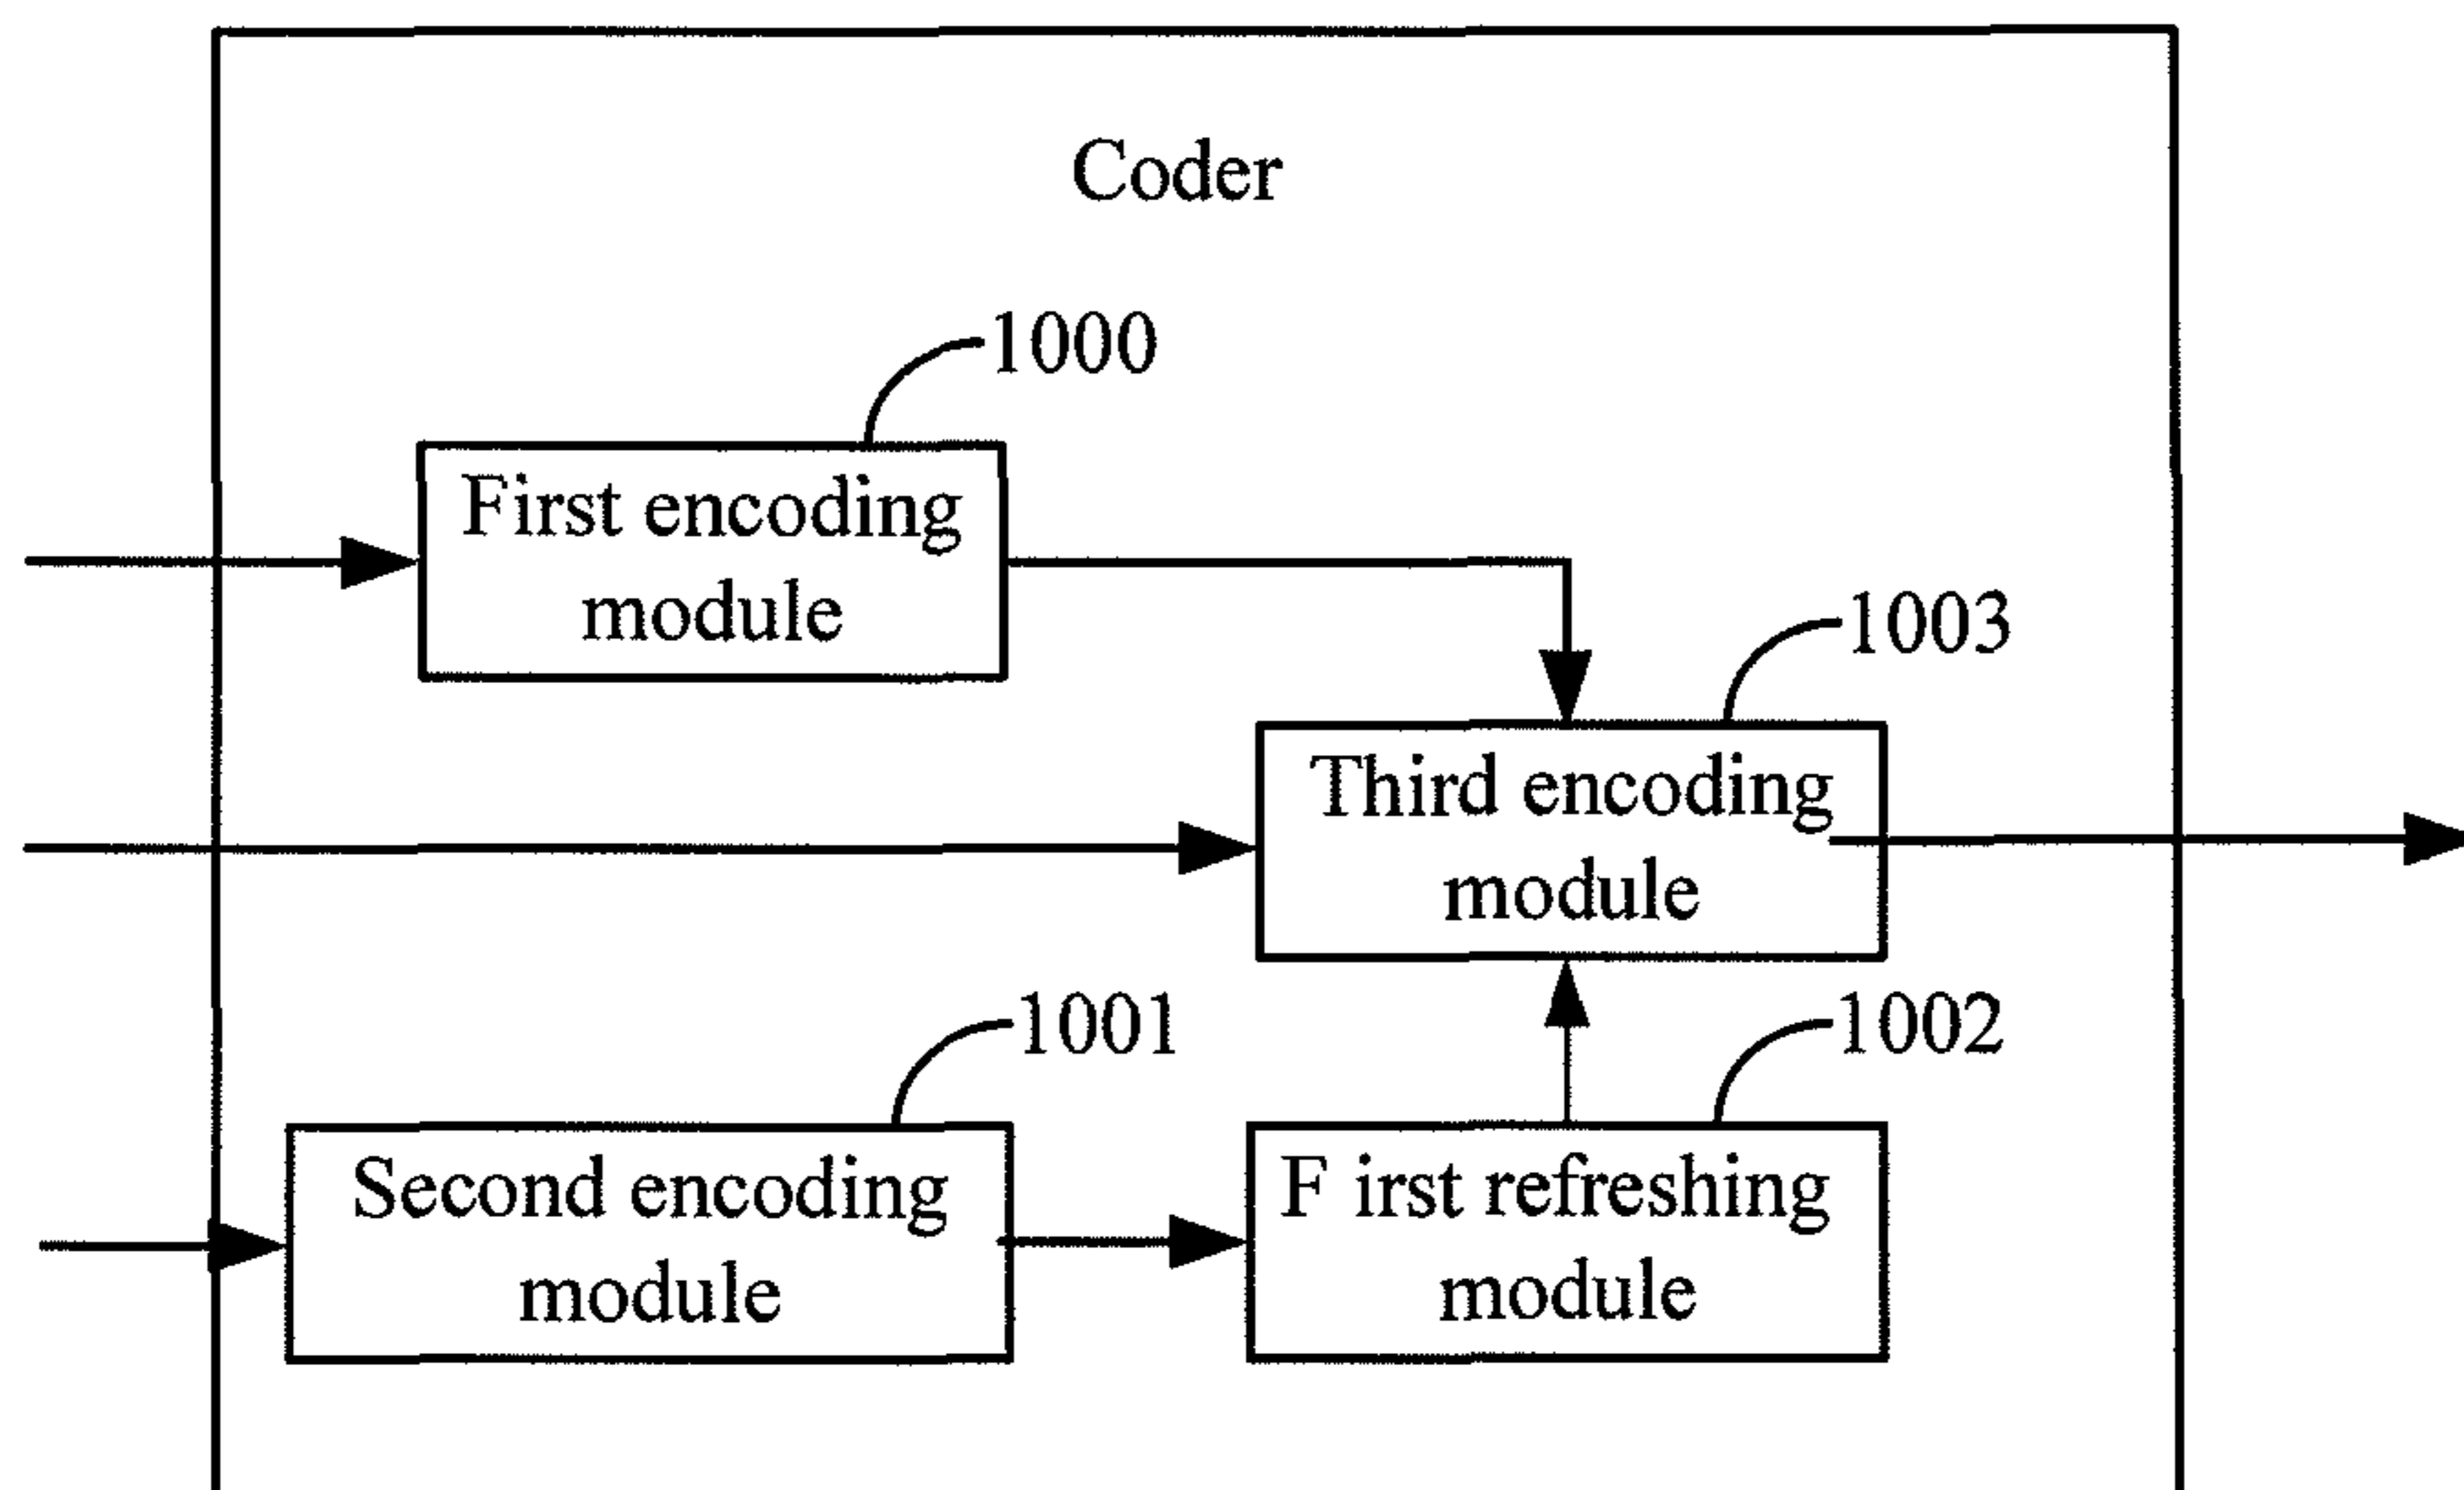 Coder
1000
First encoding
module
1003
Third encoding
module
1001
1002
Second encoding
module
F irst refreshing
module